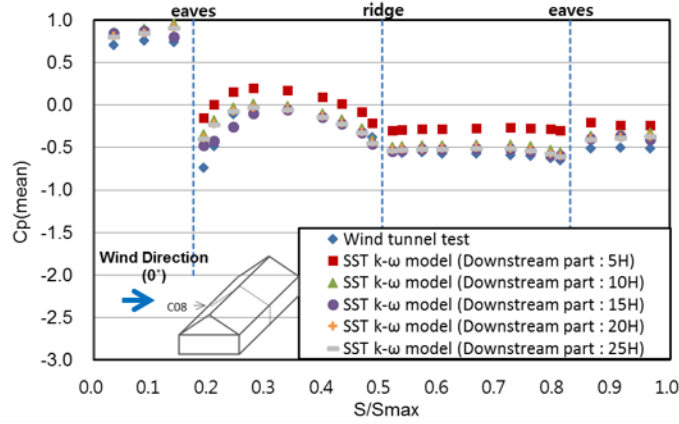 eaves ridge eaves
1.0
0.5
0.0
-0.5
-1.0
-1.5
-2.0
-2.5
-3.0
Cp(mean)
Wind Direction
(0˚)
C08
Wind tunnel test
SST k-ω model (Downstream part : 5H)
SST k-ω model (Downstream part : 10H)
SST k-ω model (Downstream part : 15H)
SST k-ω model (Downstream part : 20H)
SST k-ω model (Downstream part : 25H)
0.0 0.1 0.2 0.3 0.4 0.5 0.6 0.7 0.8 0.9 1.0
S/Smax